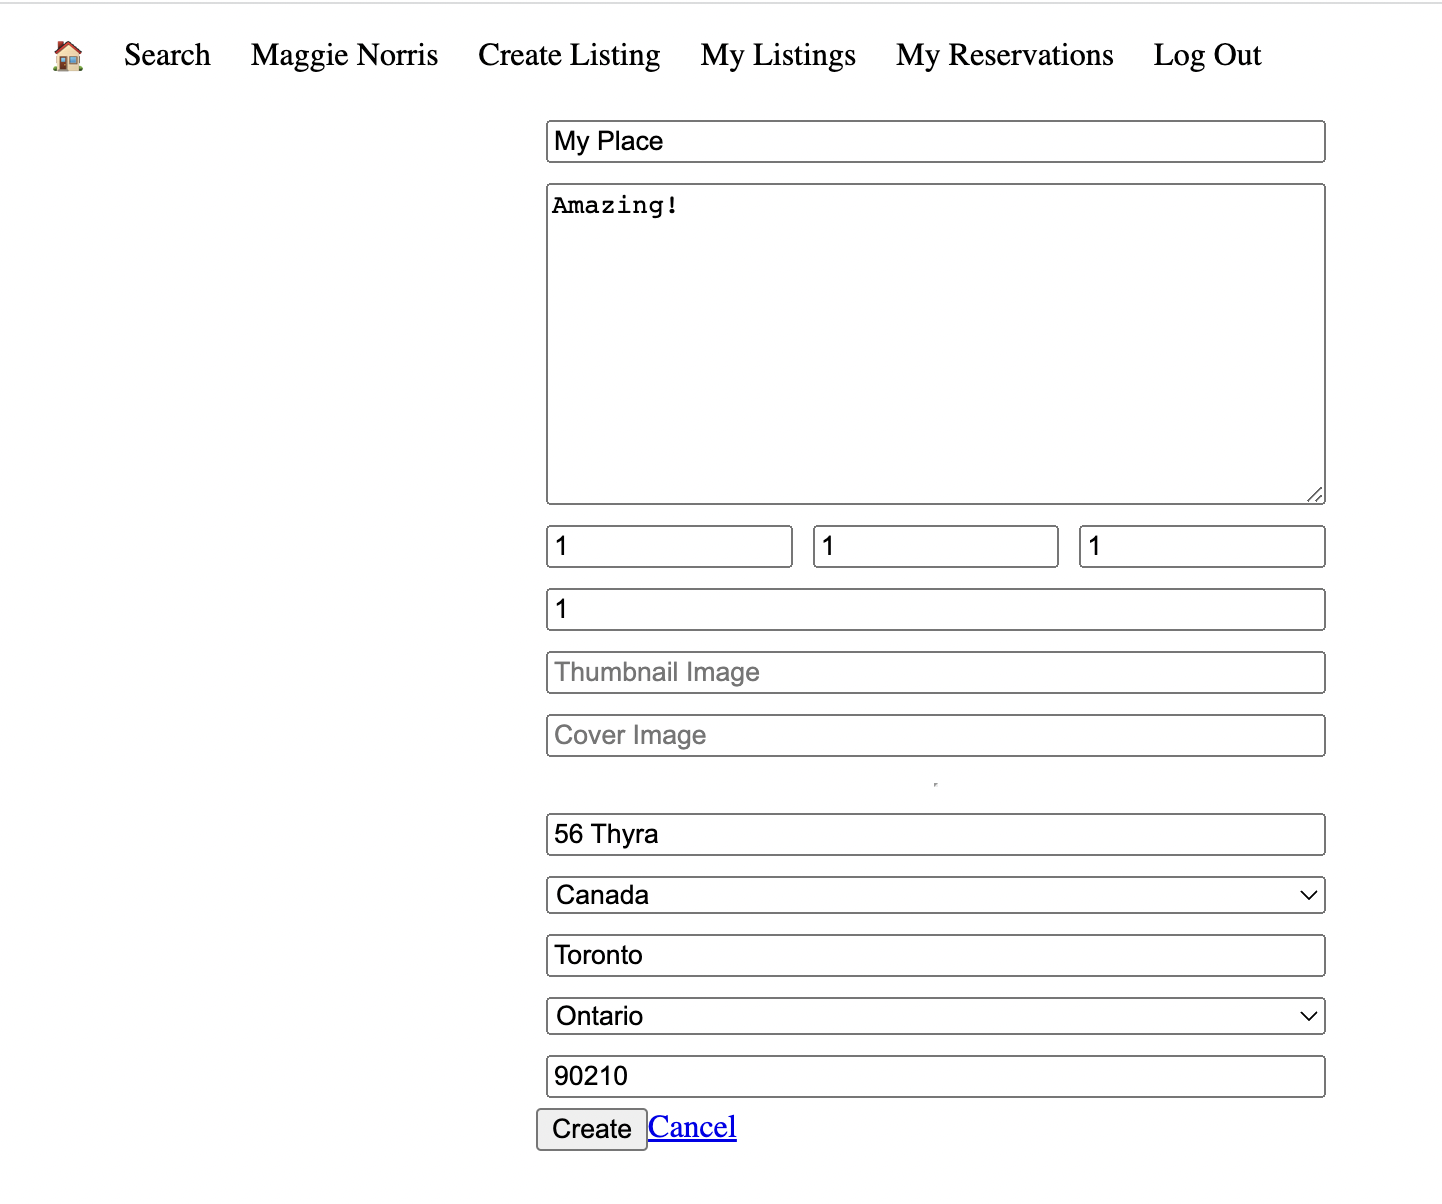 Search Maggie Norris Create Listing My Listings My Reservations Log Out
My Place
Amazing!
1 1 1
1
Thumbnail Image
Cover Image
56 Thyra
Canada
Toronto
Ontario
90210
Create Cancel